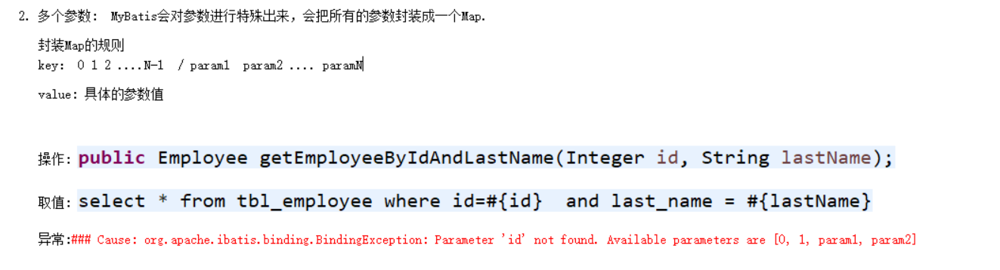 2. 多个参数: MyBatis会对参数进行特殊出来，会把所有的参数封装成一个Map.
封装Map的规则
key: 0 1 2 ....N-1 / param1 param2 .... paramN
value: 具体的参数值
操作: public Employee getEmployeeByIdAndLastName(Integer id, String lastName);
取值: select * from tbl_employee where id=#{id} and last_name = #{lastName}
异常:### Cause: org.apache.ibatis.binding.BindingException: Parameter 'id' not found. Available parameters are [0, 1, param1, param2]